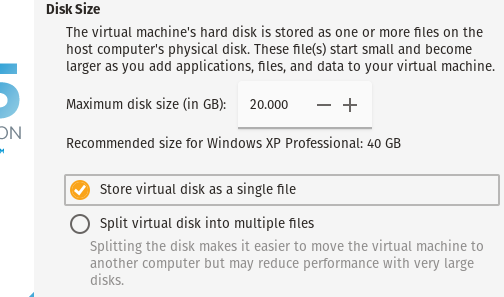 Disk Size
The virtual machine's hard disk is stored as one or more files on the
host computer's physical disk. These file(s) start small and become
larger as you add applications, files, and data to your virtual machine.
Maximum disk size (in GB): 20.000
Recommended size for Windows XP Professional: 40 GB
Store virtual disk as a single file
Split virtual disk into multiple files
Splitting the disk makes it easier to move the virtual machine to
another computer but may reduce performance with very large
disks.
5
ON